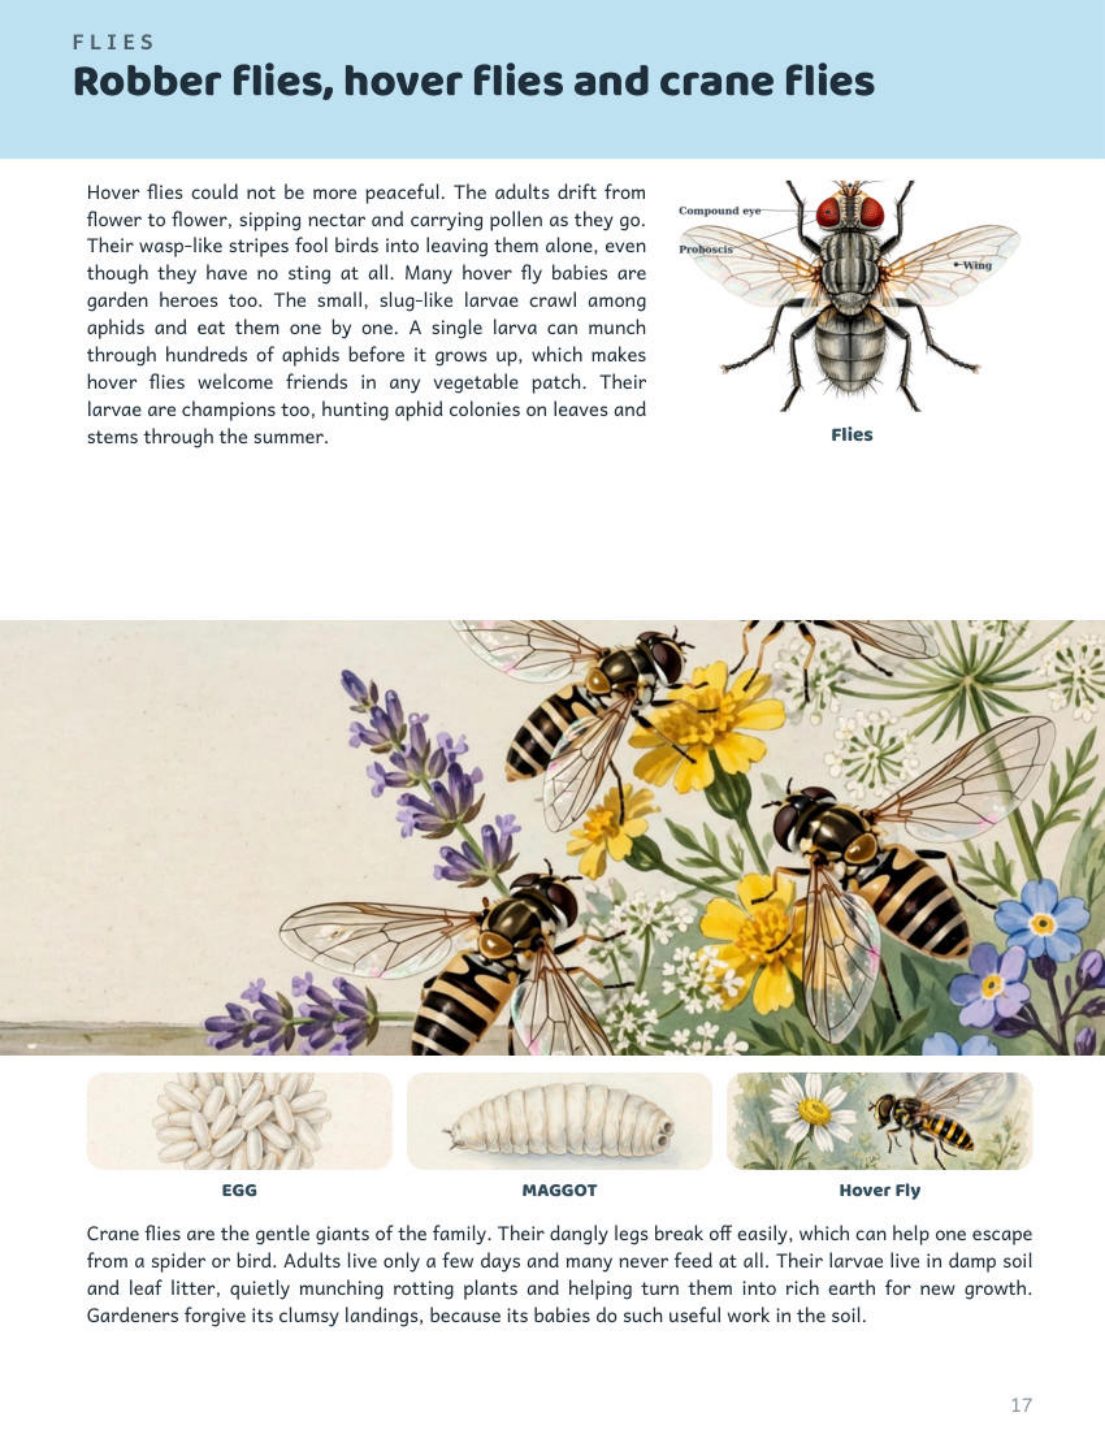 FLIES
Robber flies, hover flies and crane flies
Hover flies could not be more peaceful. The adults drift from
flower to flower, sipping nectar and carrying pollen as they go.
Their wasp-like stripes fool birds into leaving them alone, even
though they have no sting at all. Many hover fly babies are
garden heroes too. The small, slug-like larvae crawl among
aphids and eat them one by one. A single larva can munch
through hundreds of aphids before it grows up, which makes
hover flies welcome friends in any vegetable patch. Their
larvae are champions too, hunting aphid colonies on leaves and
stems through the summer.
Compound eye
Proboscis
Wing
Flies
EGG
MAGGOT
Hover Fly
Crane flies are the gentle giants of the family. Their dangly legs break off easily, which can help one escape
from a spider or bird. Adults live only a few days and many never feed at all. Their larvae live in damp soil
and leaf litter, quietly munching rotting plants and helping turn them into rich earth for new growth.
Gardeners forgive its clumsy landings, because its babies do such useful work in the soil.
17